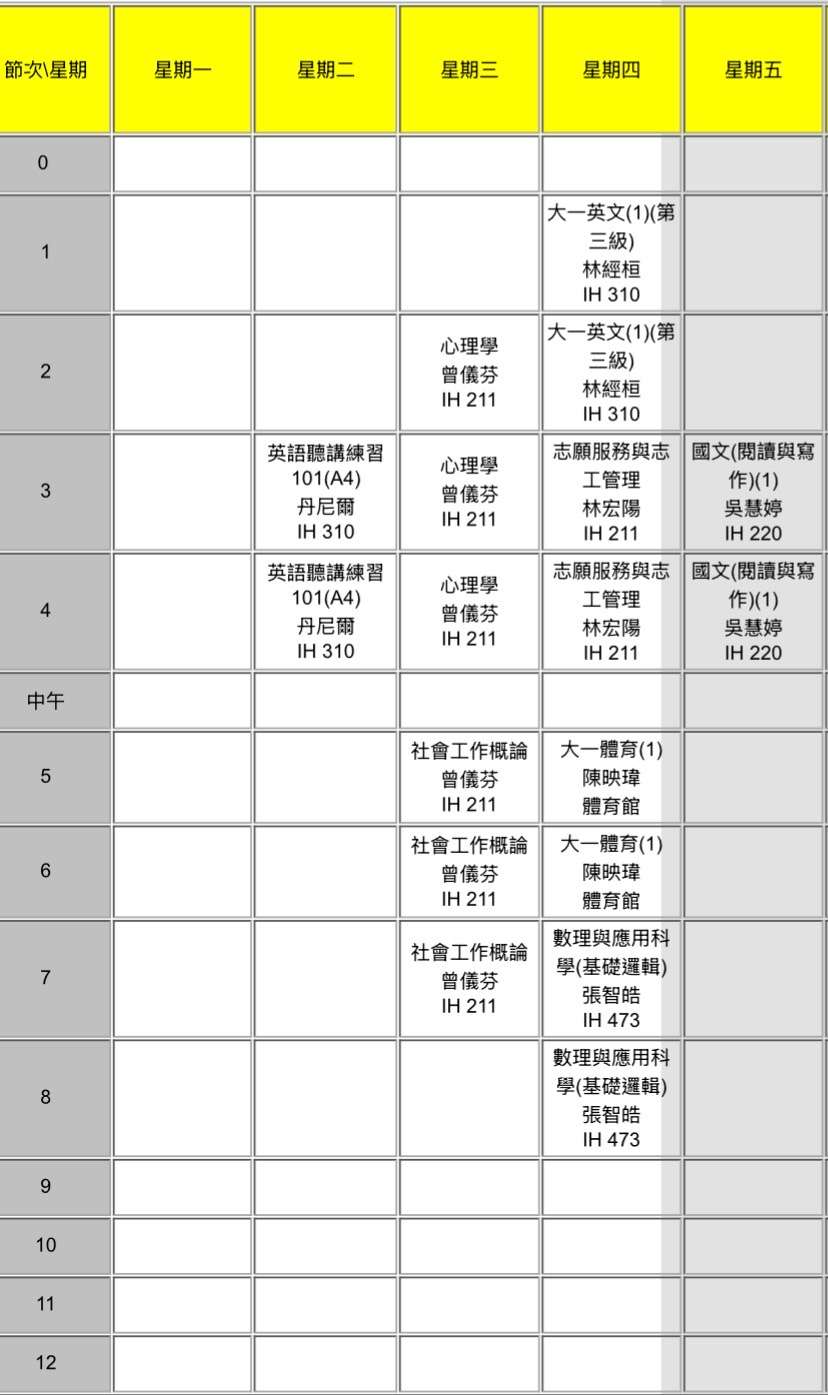 節次\星期 星期一 星期二 星期三 星期四 星期五
0
1
大一英文(1)(第
三級)
林經桓
IH 310
2
心理學
曾儀芬
IH 211
大一英文(1)(第
三級)
林經桓
IH 310
3
英語聽講練習
101(A4)
丹尼爾
IH 310
心理學
曾儀芬
IH 211
志願服務與志
工管理
林宏陽
IH 211
國文(閱讀與寫
作)(1)
吳慧婷
IH 220
4
英語聽講練習
101(A4)
丹尼爾
IH 310
心理學
曾儀芬
IH 211
志願服務與志
工管理
林宏陽
IH 211
國文(閱讀與寫
作)(1)
吳慧婷
IH 220
中午
5
社會工作概論
曾儀芬
IH 211
大一體育(1)
陳映瑋
體育館
6
社會工作概論
曾儀芬
IH 211
大一體育(1)
陳映瑋
體育館
7
社會工作概論
曾儀芬
IH 211
數理與應用科
學(基礎邏輯)
張智皓
IH 473
8
數理與應用科
學(基礎邏輯)
張智皓
IH 473
9
10
11
12